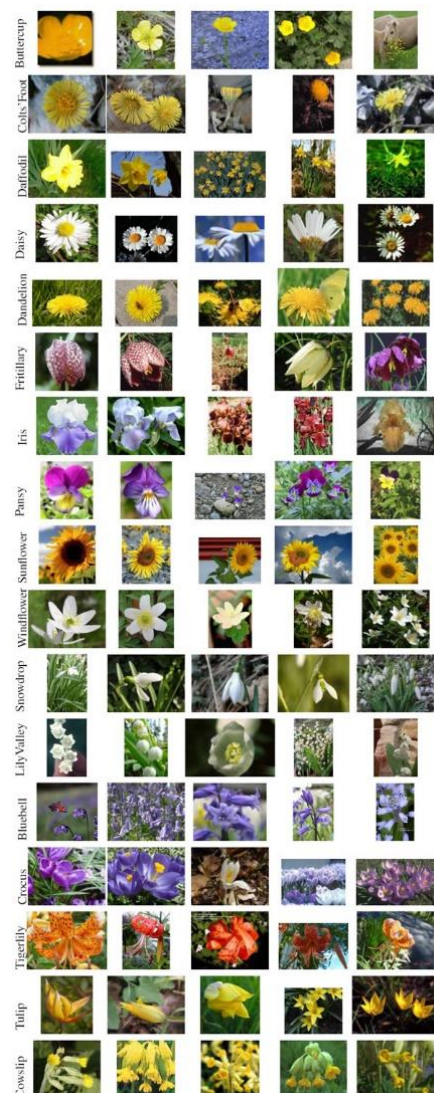 Buttercup
Colts'Foot
Daffodil
Daisy
Dandelion
Fritillary
Iris
Pansy
Sunflower
Windflower
Snowdrop
LilyValley
Bluebell
Crocus
Tigerlily
Tulip
Cowslip